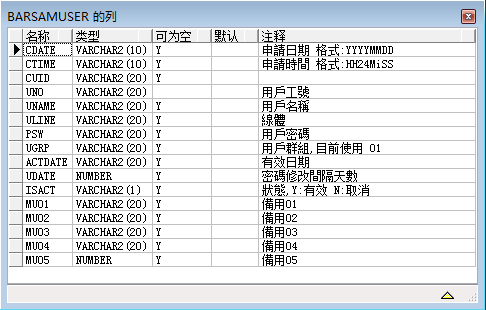 BARSAMUSER 的列
名称 类型 可为空 默认 注释
CDATE VARCHAR2(10) Y 申請日期 格式:YYYYMMDD
CTIME VARCHAR2(10) Y 申請時間 格式:HH24MiSS
CUID VARCHAR2(20) Y
UNO VARCHAR2(20) 用戶工號
UNAME VARCHAR2(20) Y 用戶名稱
ULINE VARCHAR2(20) Y 線體
PSW VARCHAR2(20) Y 用戶密碼
UGRP VARCHAR2(20) Y 用戶群組,目前使用 01
ACTDATE VARCHAR2(20) Y 有效日期
UDATE NUMBER Y 密碼修改間隔天數
ISACT VARCHAR2(1) Y 狀態,Y:有效 N:取消
MU01 VARCHAR2(20) Y 備用01
MU02 VARCHAR2(20) Y 備用02
MU03 VARCHAR2(20) Y 備用03
MU04 VARCHAR2(20) Y 備用04
MU05 NUMBER Y 備用05